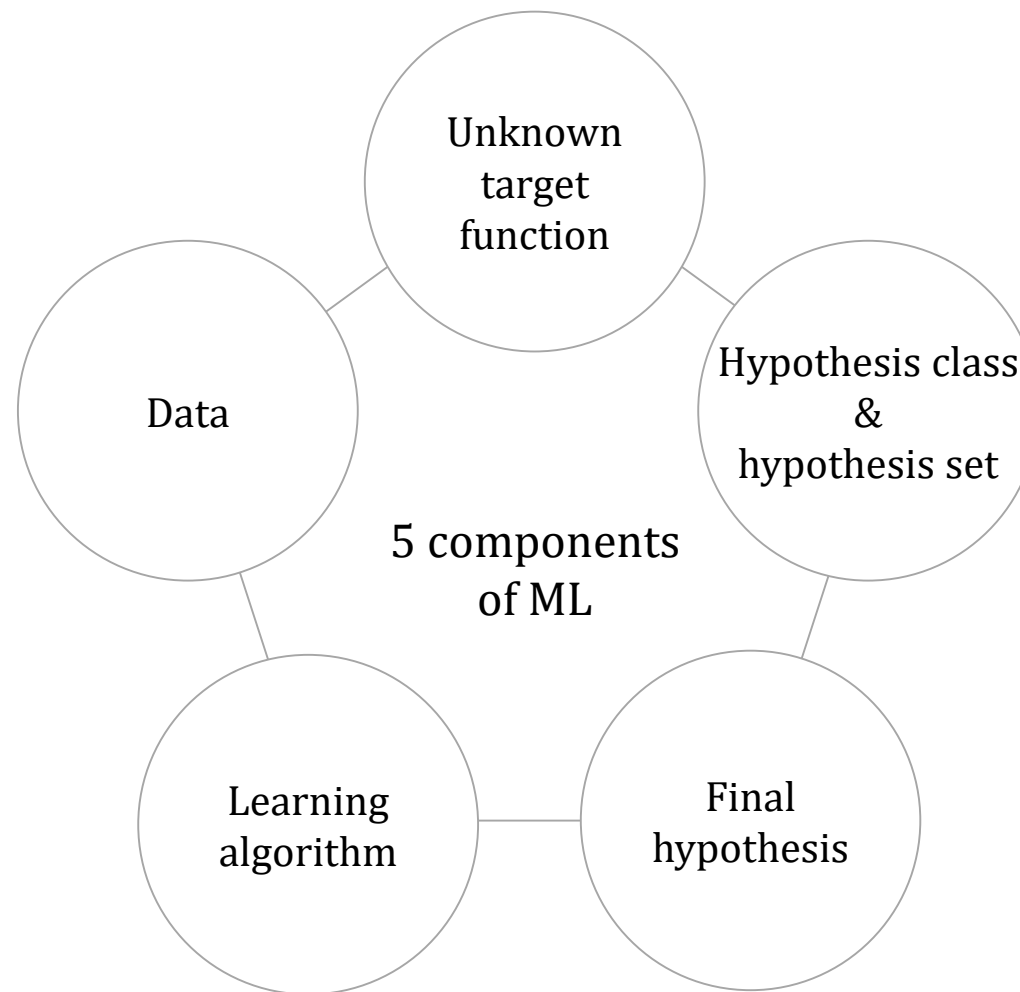 Unknown
target
function
Hypothesis class
&
hypothesis set
Data
5 components
of ML
Learning
algorithm
Final
hypothesis